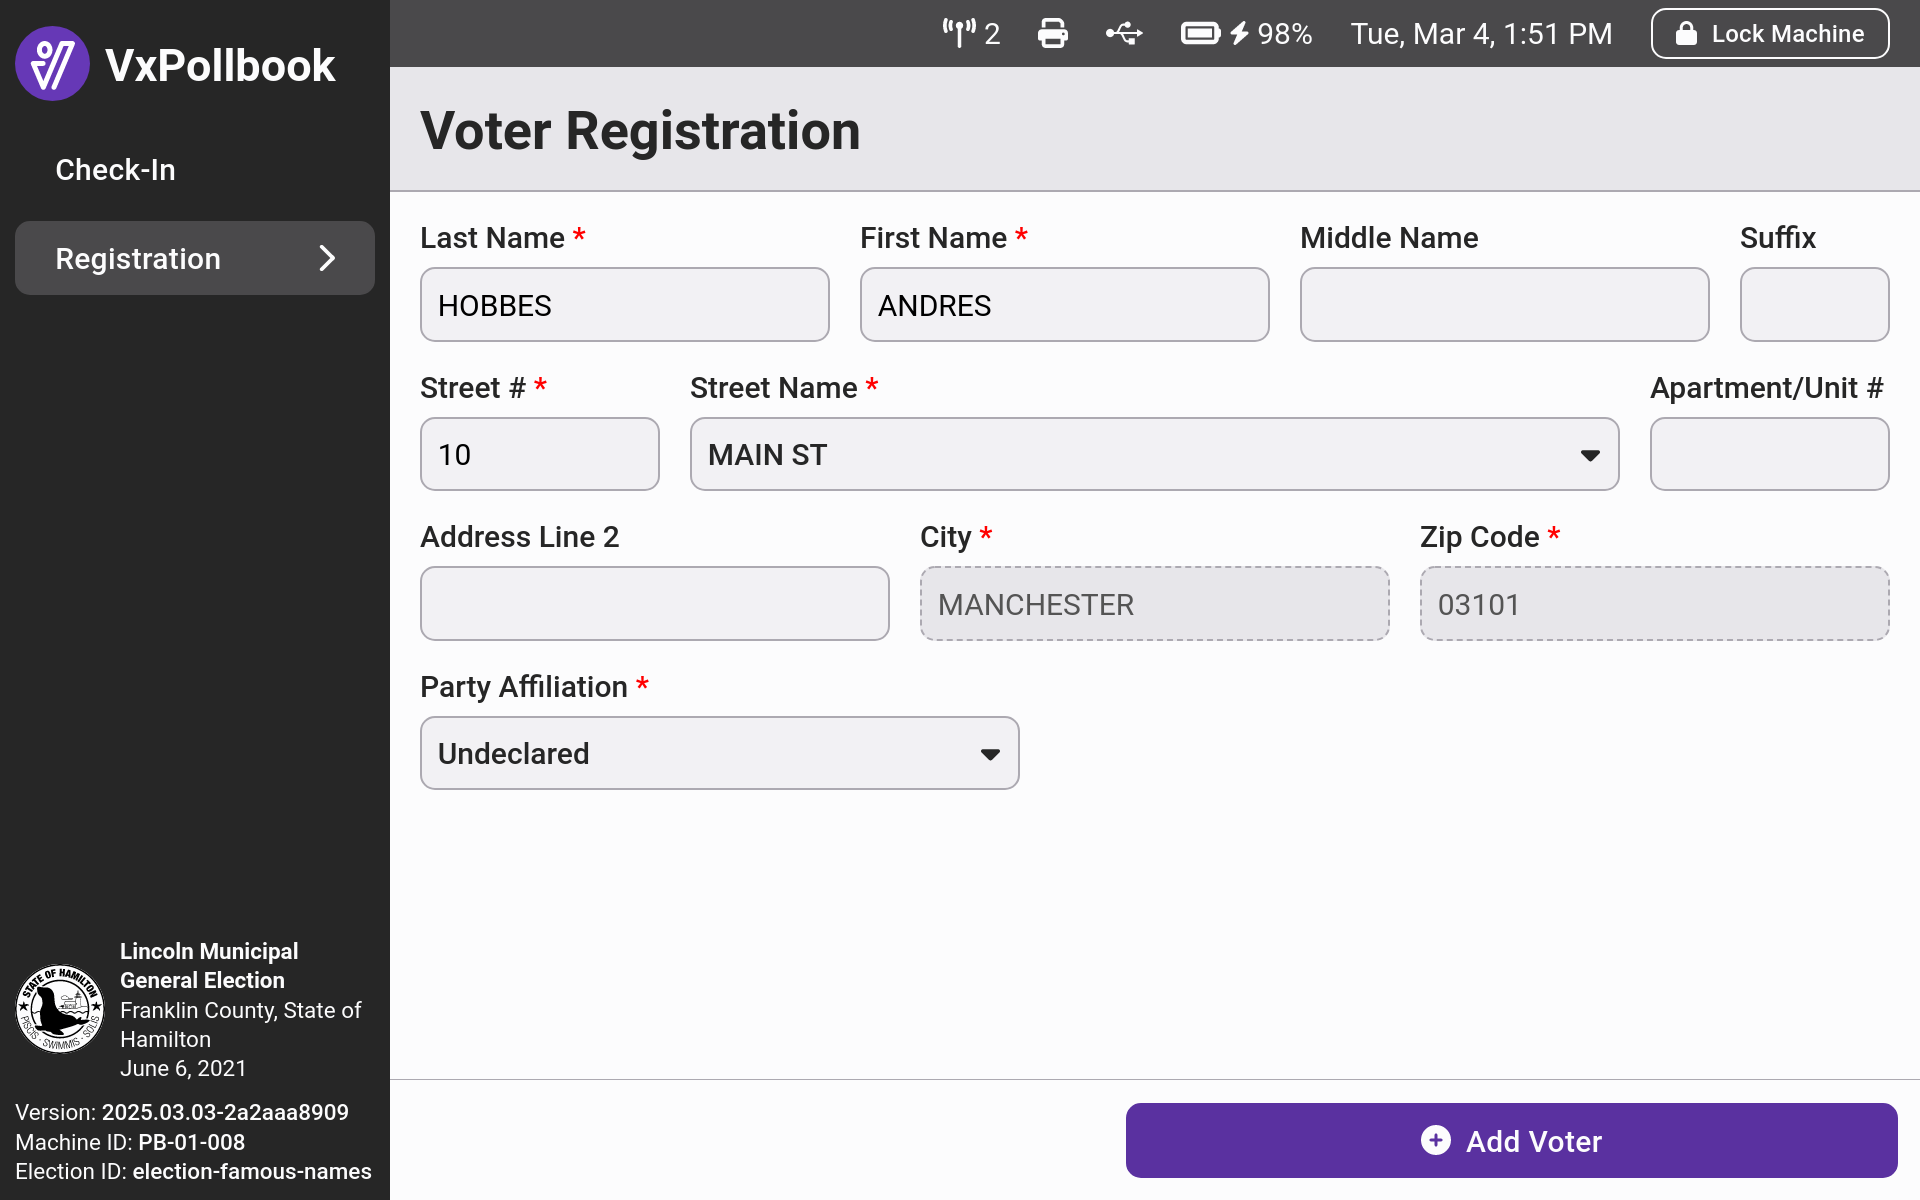 VxPollbook
2
98%
Tue, Mar 4, 1:51 PM
Lock Machine
Check-In
Registration
Voter Registration
Last Name *
First Name *
Middle Name
Suffix
HOBBES
ANDRES
Street # *
Street Name *
Apartment/Unit #
10
MAIN ST
Address Line 2
City *
Zip Code *
MANCHESTER
03101
Party Affiliation *
Undeclared
STATE OF HAMILTON
PISCIS · SWIMMIS · SOLIS
Lincoln Municipal
General Election
Franklin County, State of
Hamilton
June 6, 2021
Version: 2025.03.03-2a2aaa8909
Machine ID: PB-01-008
Election ID: election-famous-names
Add Voter